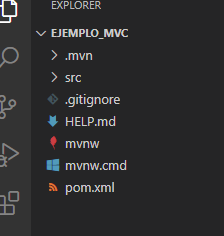 EXPLORER
EJEMPLO_MVC
.mvn
src
.gitignore
HELP.md
mvnw
mvnw.cmd
pom.xml